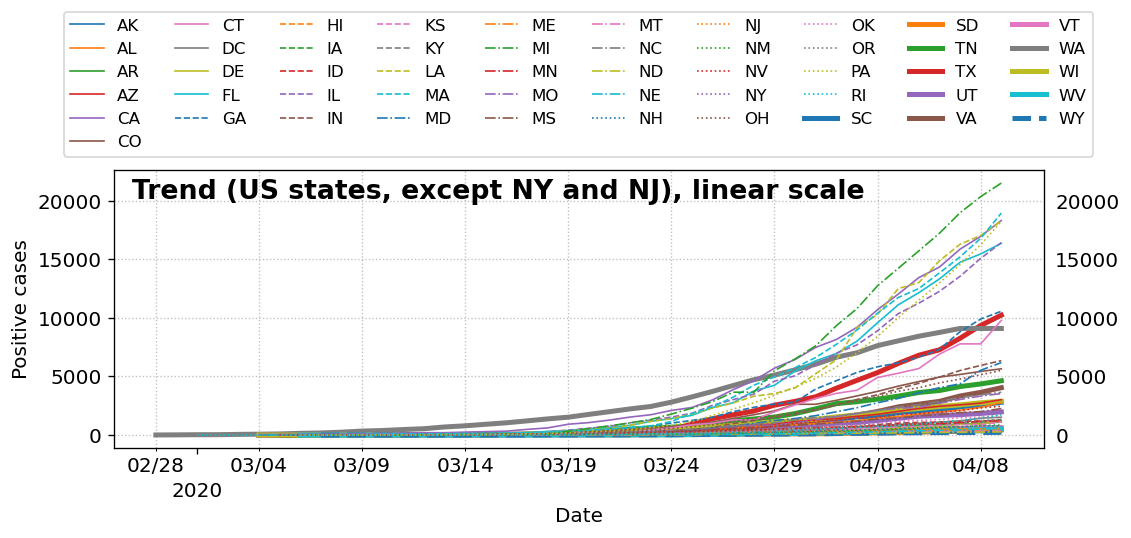 AK CT HI KS ME MT NJ OK SD VT
AL DC IA KY MI NC NM OR TN WA
AR DE ID LA MN ND NV PA TX WI
AZ FL IL MA MO NE NY RI UT WV
CA GA IN MD MS NH OH SC VA WY
CO
Trend (US states, except NY and NJ), linear scale
20000 20000
15000 15000
10000 10000
5000 5000
0 0
Positive cases
02/28 03/04 03/09 03/14 03/19 03/24 03/29 04/03 04/08
2020
Date